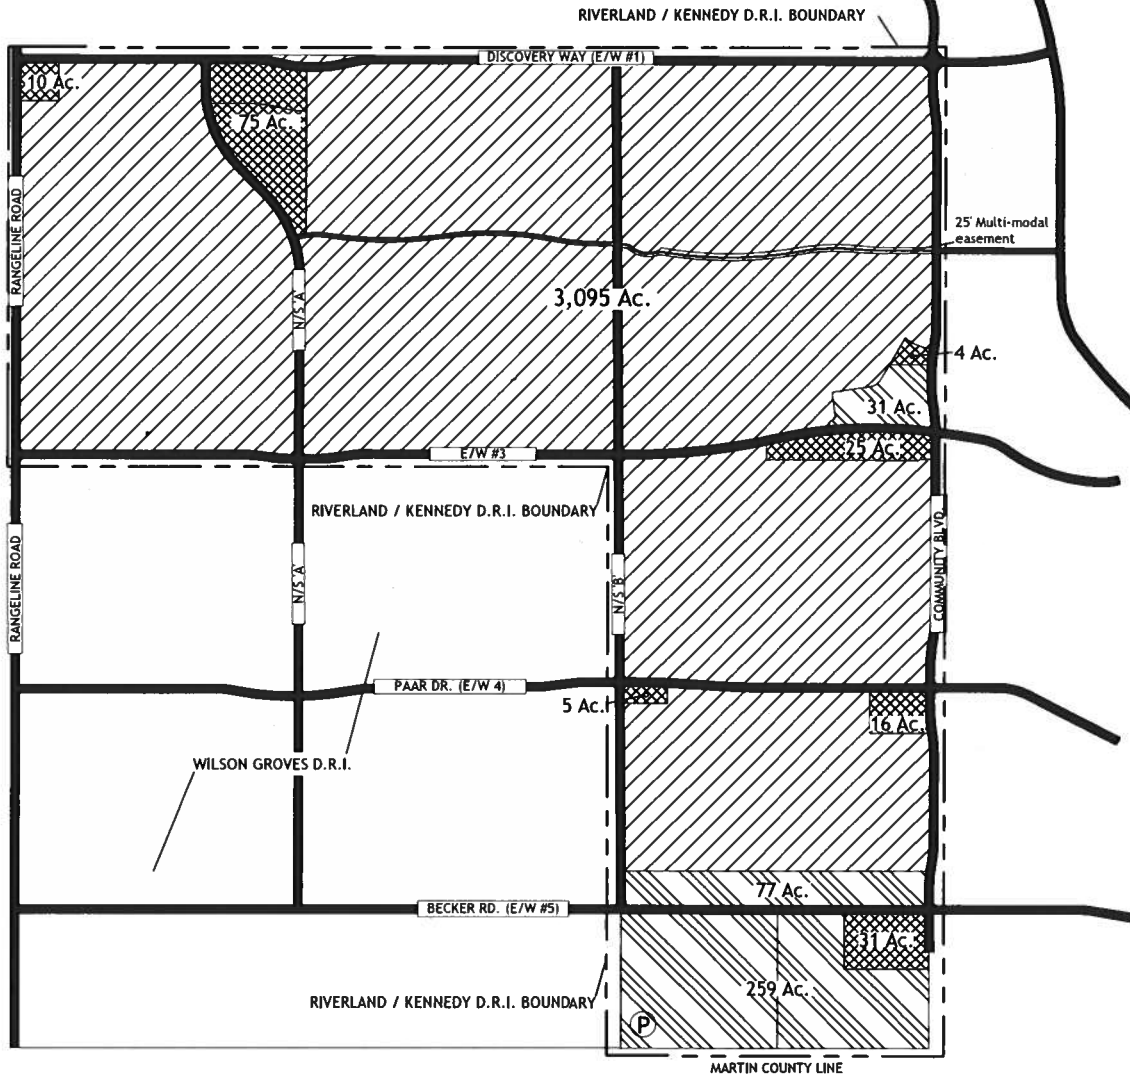 RIVERLAND / KENNEDY D.R.I. BOUNDARY
DISCOVERY WAY (E/W #1)
10 Ac.
75 Ac.
RANGELINE ROAD
25' Multi-modal
easement
N/S 'A'
3,095 Ac.
4 Ac.
31 Ac.
25 Ac.
E/W #3
RIVERLAND / KENNEDY D.R.I. BOUNDARY
RANGELINE ROAD
N/S 'A'
N/S 'B'
COMMUNITY BLVD.
PAAR DR. (E/W 4)
5 Ac.
16 Ac.
WILSON GROVES D.R.I.
77 Ac.
BECKER RD. (E/W #5)
31 Ac.
259 Ac.
RIVERLAND / KENNEDY D.R.I. BOUNDARY
P
MARTIN COUNTY LINE